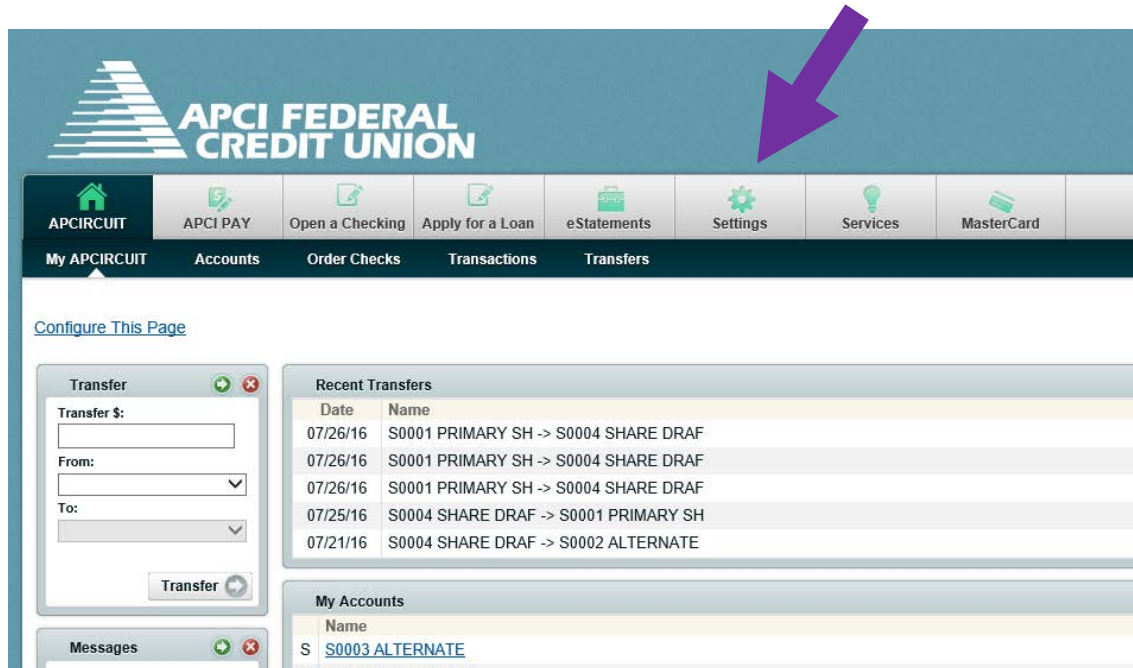 APCI FEDERAL
CREDIT UNION
APCIRCUIT APCI PAY Open a Checking Apply for a Loan eStatements Settings Services MasterCard
My APCIRCUIT Accounts Order Checks Transactions Transfers
Configure This Page
Transfer
Transfer $:
From:
To:
Transfer
Recent Transfers
Date Name
07/26/16 S0001 PRIMARY SH -> S0004 SHARE DRAF
07/26/16 S0001 PRIMARY SH -> S0004 SHARE DRAF
07/26/16 S0001 PRIMARY SH -> S0004 SHARE DRAF
07/25/16 S0004 SHARE DRAF -> S0001 PRIMARY SH
07/21/16 S0004 SHARE DRAF -> S0002 ALTERNATE
Messages
My Accounts
Name
S S0003 ALTERNATE